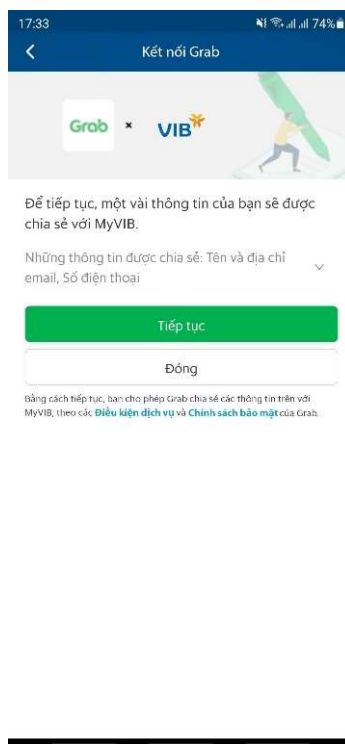 17:33
74%
Kết nối Grab
Grab × VIB
Để tiếp tục, một vài thông tin của bạn sẽ được
chia sẻ với MyVIB.
Những thông tin được chia sẻ: Tên và địa chỉ
email, Số điện thoại
Tiếp tục
Đóng
Bằng cách tiếp tục, bạn cho phép Grab chia sẻ các thông tin trên với
MyVIB, theo các Điều kiện dịch vụ và Chính sách bảo mật của Grab.